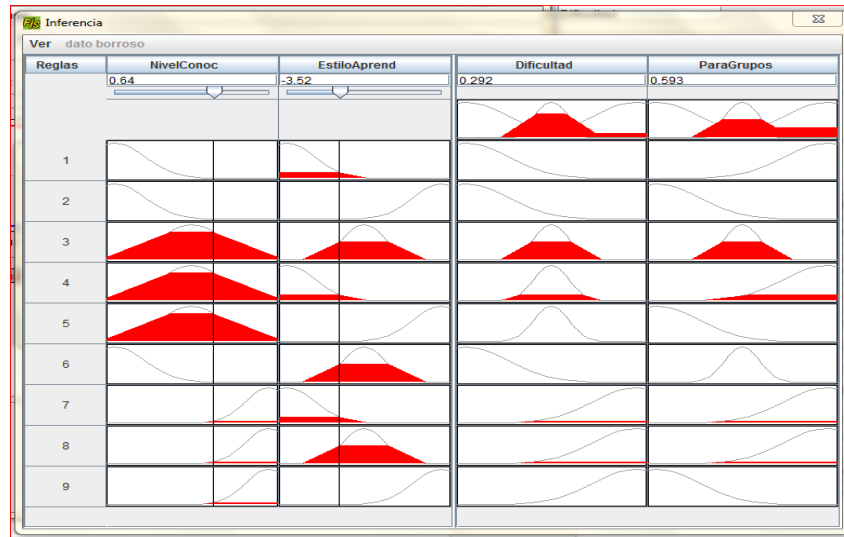 Fjs Inferencia
Ver dato borroso
Reglas NivelConoc EstiloAprend Dificultad ParaGrupos
0.64 -3.52 0.292 0.593
1
2
3
4
5
6
7
8
9